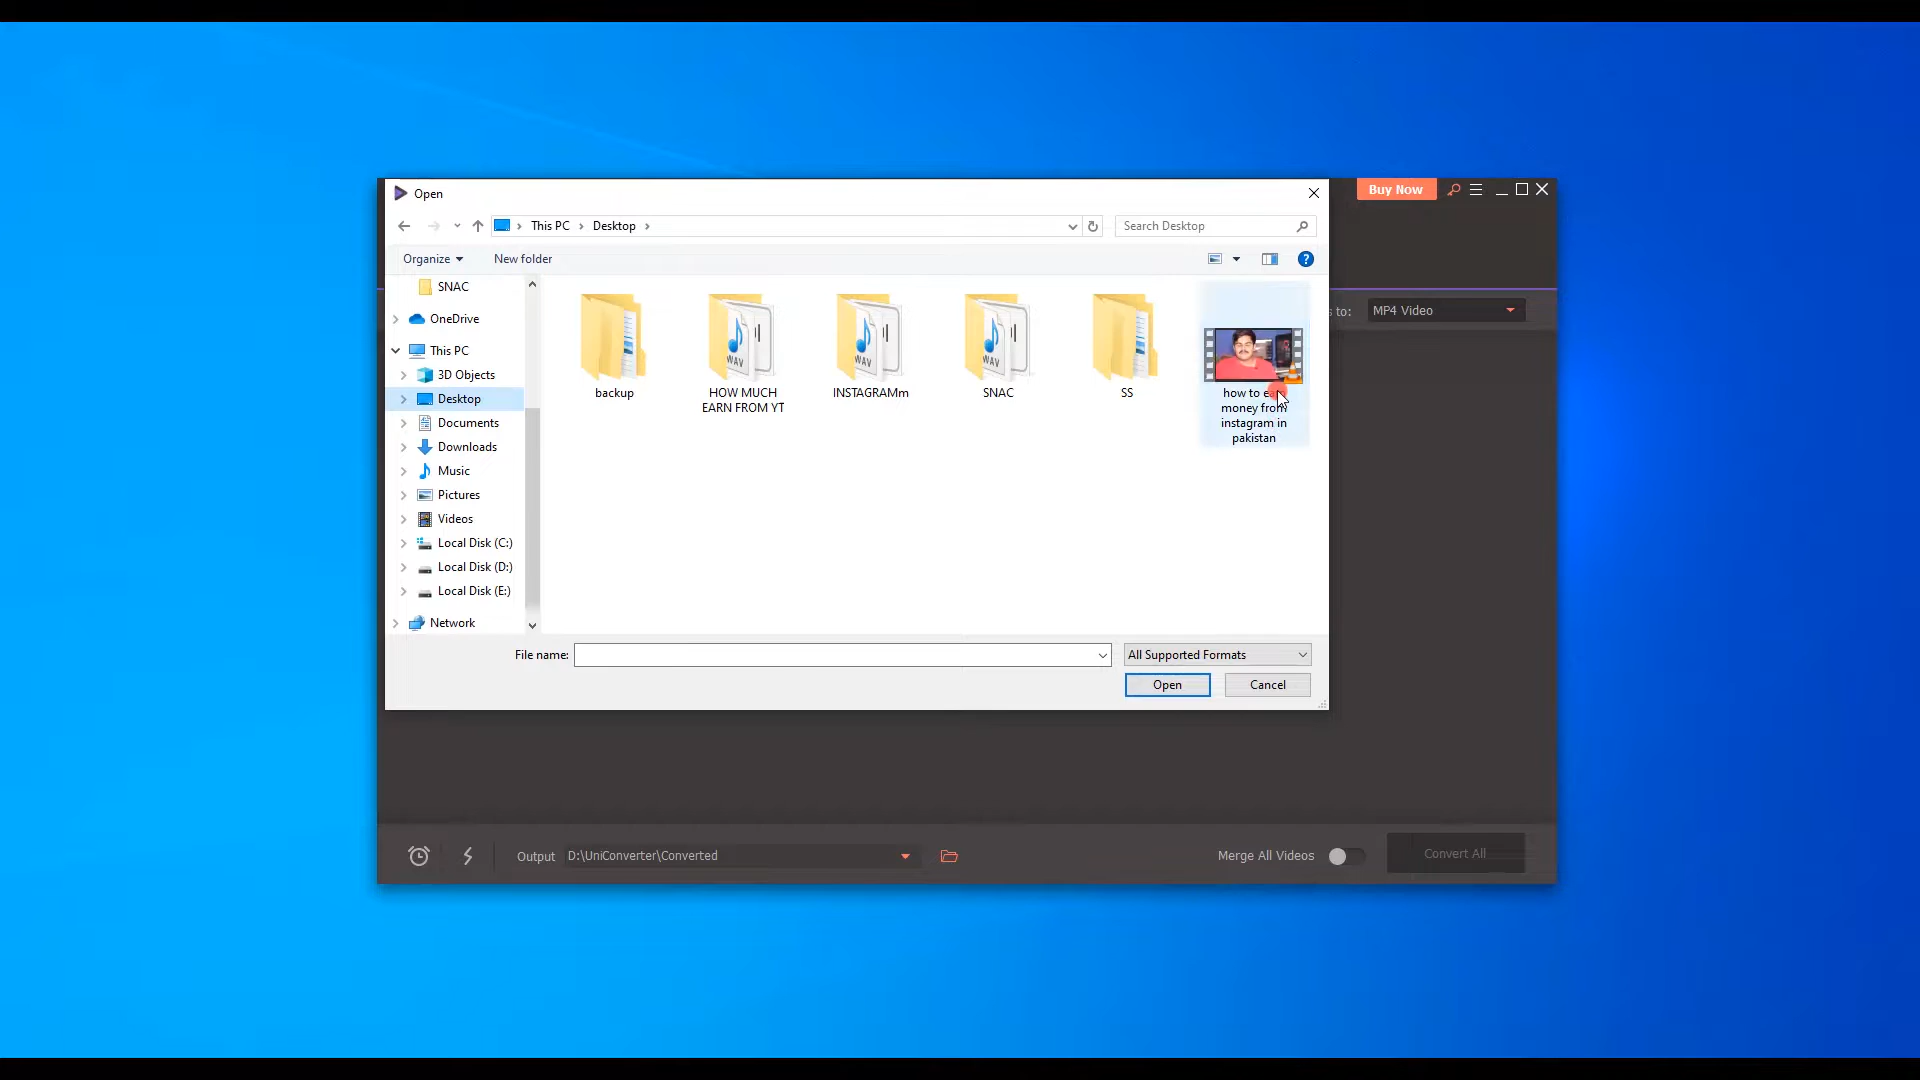 Open
Buy Now
This PC
Desktop
Search Desktop
Organize
New folder
SNAC
OneDrive
This PC
3D Objects
Desktop
Documents
Downloads
Music
Pictures
Videos
Local Disk (C:)
Local Disk (D:)
Local Disk (E:)
Network
WAV
WAV
WAV
backup
HOW MUCH
EARN FROM YT
INSTAGRAMm
SNAC
SS
how to
money from
instagram in
pakistan
s to:
MP4 Video
File name:
All Supported Formats
Open
Cancel
Output
D:\UniConverter\Converted
Merge All Videos
Convert All